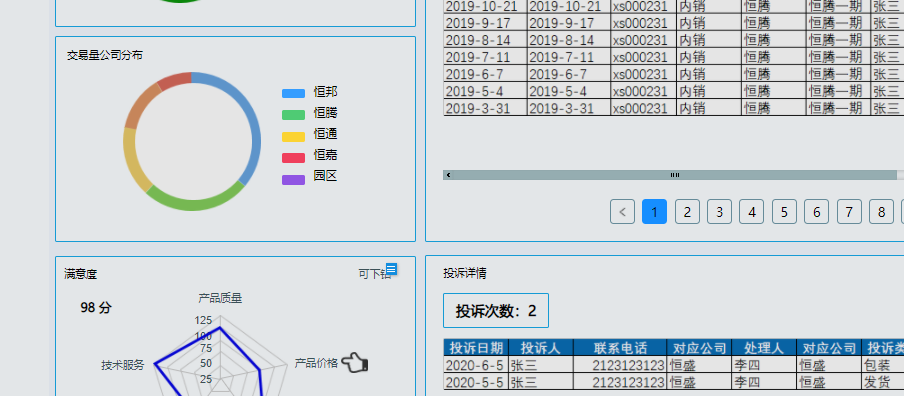 交易量公司分布
恒邦
恒腾
恒通
恒嘉
园区
2019-10-21 2019-10-21 xs000231 内销 恒腾 恒腾一期 张三
2019-9-17 2019-9-17 xs000231 内销 恒腾 恒腾一期 张三
2019-8-14 2019-8-14 xs000231 内销 恒腾 恒腾一期 张三
2019-7-11 2019-7-11 xs000231 内销 恒腾 恒腾一期 张三
2019-6-7 2019-6-7 xs000231 内销 恒腾 恒腾一期 张三
2019-5-4 2019-5-4 xs000231 内销 恒腾 恒腾一期 张三
2019-3-31 2019-3-31 xs000231 内销 恒腾 恒腾一期 张三
< 1 2 3 4 5 6 7 8
满意度 可下钻
98 分
产品质量
125
100
75
50
25
技术服务
产品价格
投诉详情
投诉次数：2
投诉日期 投诉人 联系电话 对应公司 处理人 对应公司 投诉类
2020-6-5 张三 2123123123 恒盛 李四 恒盛 包装
2020-5-5 张三 2123123123 恒盛 李四 恒盛 发货